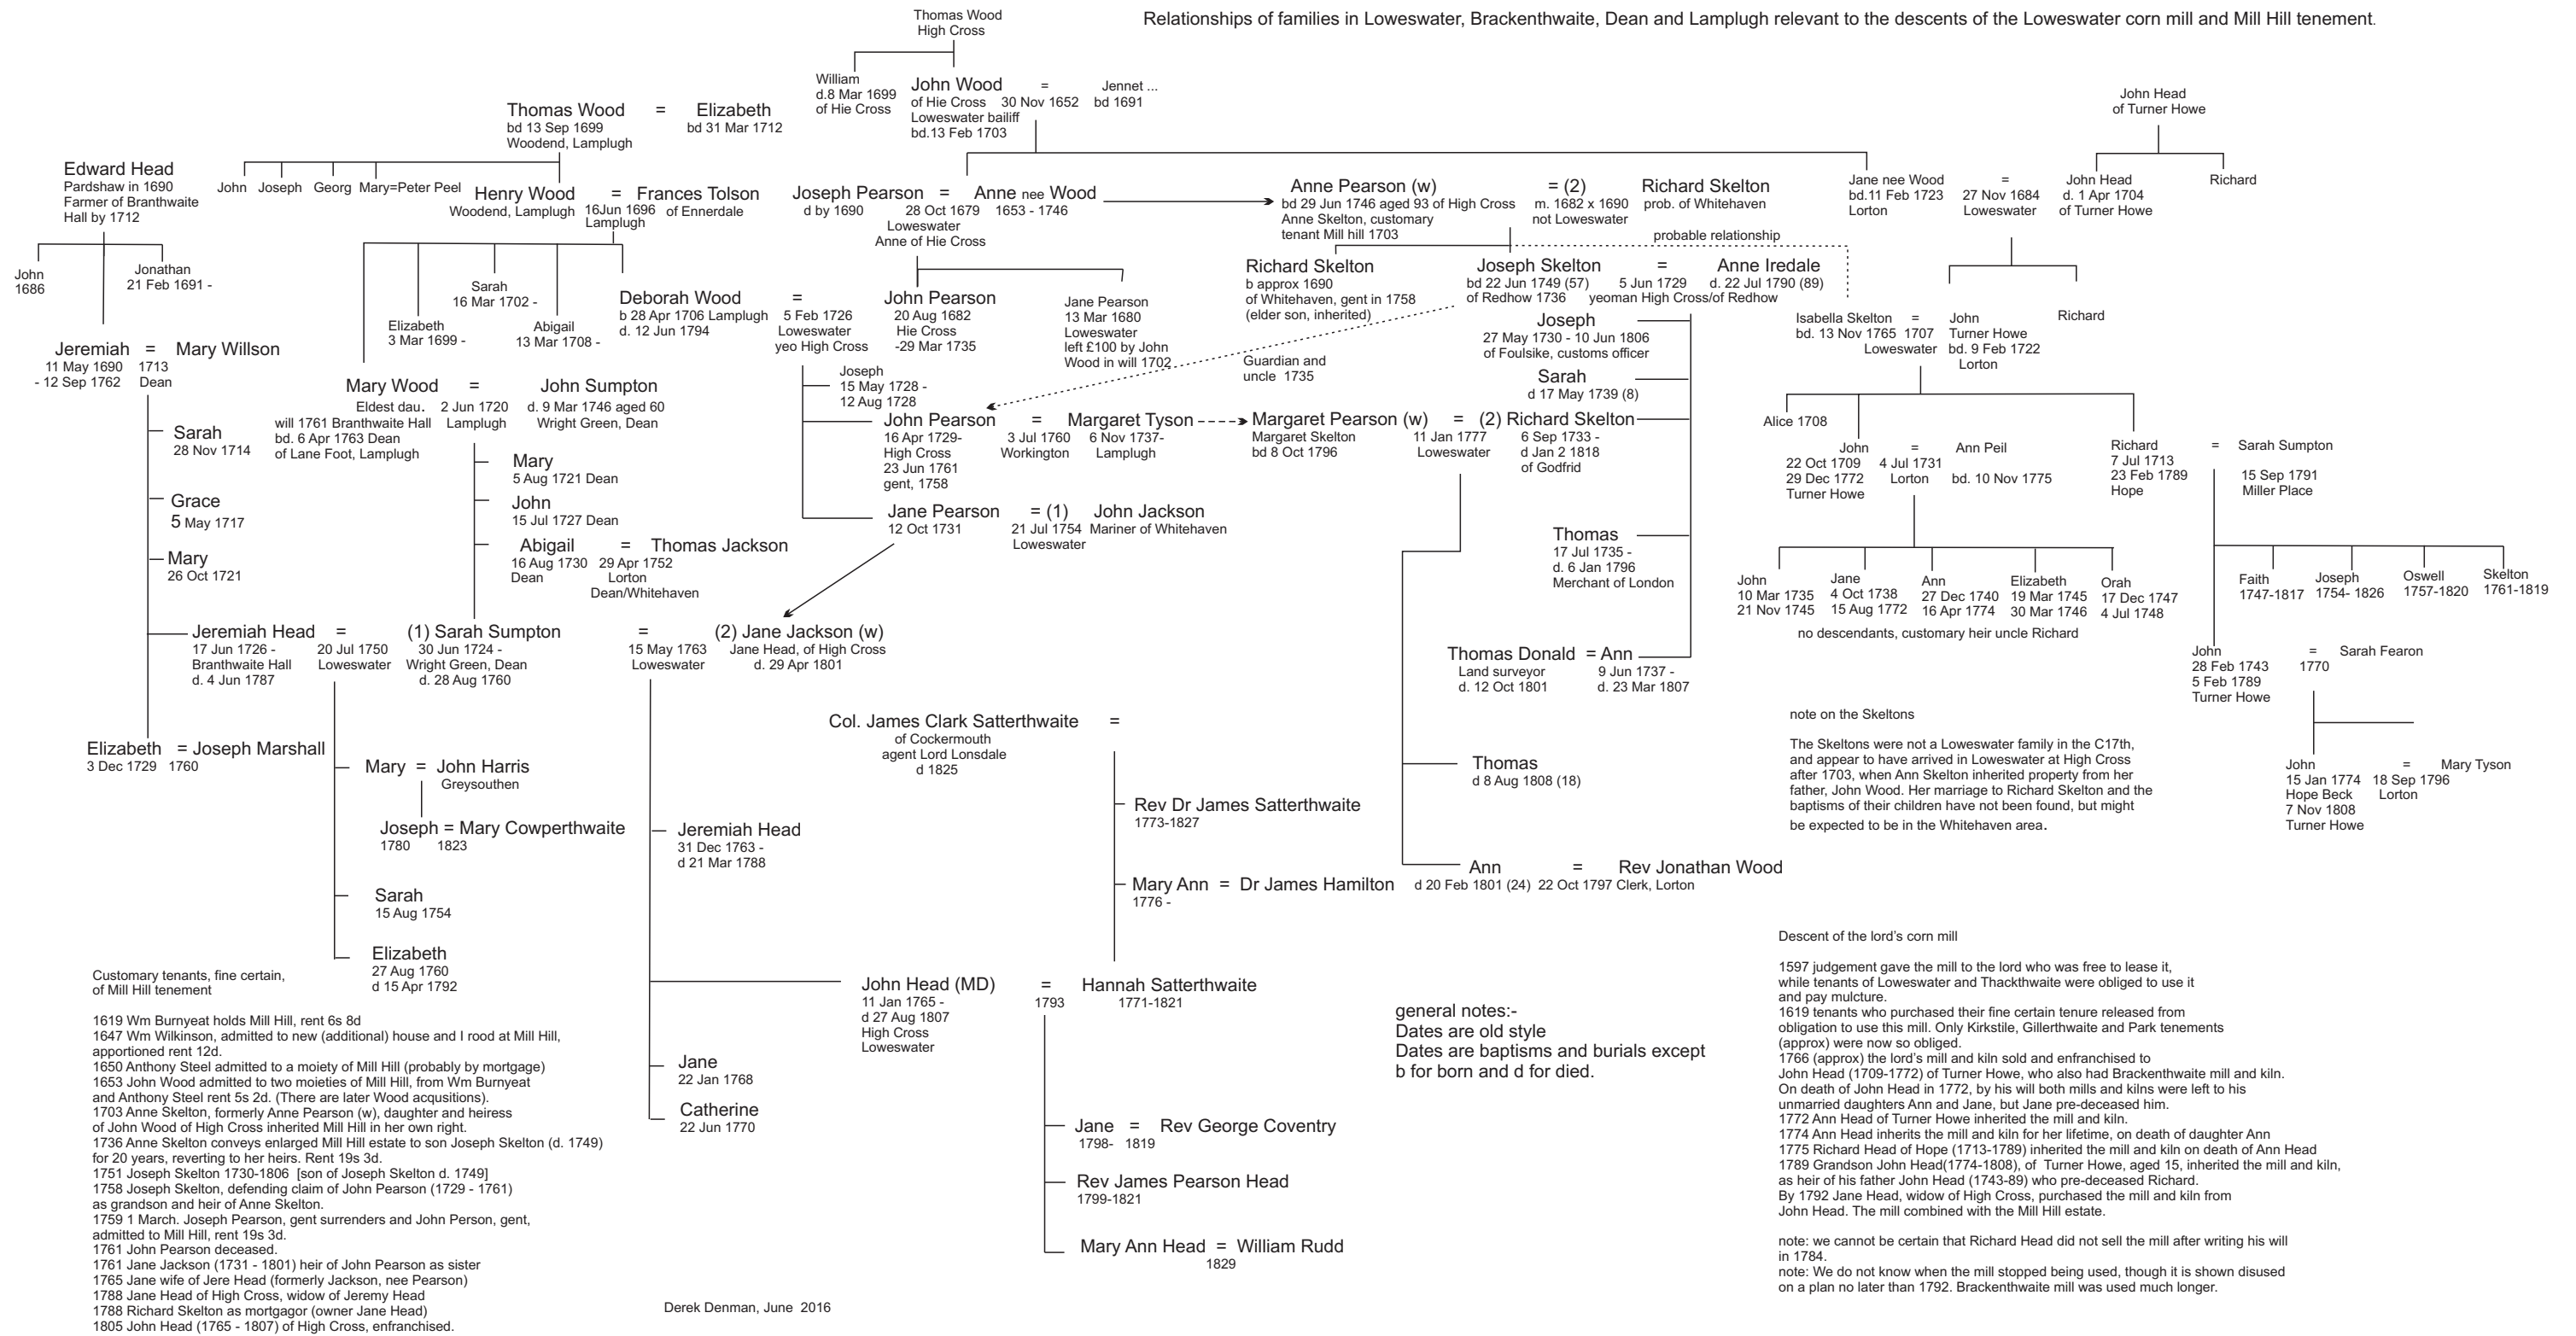 Relationships of families in Loweswater, Brackenthwaite, Dean and Lamplugh relevant to the descents of the Loweswater corn mill and Mill Hill tenement.
Thomas Wood
High Cross
William
d.8 Mar 1699
of Hie Cross
John Wood = Jennet ...
of Hie Cross 30 Nov 1652 bd 1691
Loweswater bailiff
bd.13 Feb 1703
John Head
of Turner Howe
Thomas Wood = Elizabeth
bd 13 Sep 1699 bd 31 Mar 1712
Woodend, Lamplugh
Edward Head
Pardshaw in 1690
Farmer of Branthwaite
Hall by 1712
John Joseph Georg Mary=Peter Peel
Henry Wood = Frances Tolson
Woodend, Lamplugh 16Jun 1696 of Ennerdale
Lamplugh
Joseph Pearson = Anne nee Wood
d by 1690 28 Oct 1679 1653 - 1746
Loweswater
Anne of Hie Cross
Anne Pearson (w) = (2) Richard Skelton
bd 29 Jun 1746 aged 93 of High Cross m. 1682 x 1690 prob. of Whitehaven
Anne Skelton, customary not Loweswater
tenant Mill hill 1703
Jane nee Wood = John Head
bd.11 Feb 1723 27 Nov 1684 d. 1 Apr 1704
Lorton Loweswater of Turner Howe
Richard
probable relationship
John
1686
Jonathan
21 Feb 1691 -
Elizabeth
3 Mar 1699 -
Sarah
16 Mar 1702 -
Abigail
13 Mar 1708 -
Deborah Wood = John Pearson
b 28 Apr 1706 Lamplugh 5 Feb 1726 20 Aug 1682
d. 12 Jun 1794 Loweswater Hie Cross
yeo High Cross -29 Mar 1735
Jane Pearson
13 Mar 1680
Loweswater
left £100 by John
Wood in will 1702
Richard Skelton
b approx 1690
of Whitehaven, gent in 1758
(elder son, inherited)
Joseph Skelton = Anne Iredale
bd 22 Jun 1749 (57) 5 Jun 1729 d. 22 Jul 1790 (89)
of Redhow 1736 yeoman High Cross/of Redhow
Isabella Skelton = John
bd. 13 Nov 1765 1707 Turner Howe
Loweswater bd. 9 Feb 1722
Lorton
Richard
Jeremiah = Mary Willson
11 May 1690 1713
- 12 Sep 1762 Dean
Mary Wood = John Sumpton
Eldest dau. 2 Jun 1720 d. 9 Mar 1746 aged 60
will 1761 Branthwaite Hall Lamplugh Wright Green, Dean
bd. 6 Apr 1763 Dean
of Lane Foot, Lamplugh
Joseph
15 May 1728 -
12 Aug 1728
Guardian and
uncle 1735
Joseph
27 May 1730 - 10 Jun 1806
of Foulsike, customs officer
Sarah
d 17 May 1739 (8)
John Pearson = Margaret Tyson
16 Apr 1729- 3 Jul 1760 6 Nov 1737-
High Cross Workington Lamplugh
23 Jun 1761
gent, 1758
Margaret Pearson (w) = (2) Richard Skelton
Margaret Skelton 11 Jan 1777 6 Sep 1733 -
bd 8 Oct 1796 Loweswater d Jan 2 1818
of Godfrid
Alice 1708
John = Ann Peil
22 Oct 1709 4 Jul 1731 bd. 10 Nov 1775
29 Dec 1772 Lorton
Turner Howe
Richard = Sarah Sumpton
7 Jul 1713
23 Feb 1789 15 Sep 1791
Hope Miller Place
Sarah
28 Nov 1714
Grace
5 May 1717
Mary
26 Oct 1721
Mary
5 Aug 1721 Dean
John
15 Jul 1727 Dean
Abigail = Thomas Jackson
16 Aug 1730 29 Apr 1752
Dean Lorton
Dean/Whitehaven
Jane Pearson = (1) John Jackson
12 Oct 1731 21 Jul 1754 Mariner of Whitehaven
Loweswater
Thomas
17 Jul 1735 -
d. 6 Jan 1796
Merchant of London
John
10 Mar 1735
21 Nov 1745
Jane
4 Oct 1738
15 Aug 1772
Ann
27 Dec 1740
16 Apr 1774
Elizabeth
19 Mar 1745
30 Mar 1746
Orah
17 Dec 1747
4 Jul 1748
no descendants, customary heir uncle Richard
Faith
1747-1817
Joseph
1754- 1826
Oswell
1757-1820
Skelton
1761-1819
Jeremiah Head = (1) Sarah Sumpton = (2) Jane Jackson (w)
17 Jun 1726 - 20 Jul 1750 30 Jun 1724 - 15 May 1763 Jane Head, of High Cross
Branthwaite Hall Loweswater Wright Green, Dean Loweswater d. 29 Apr 1801
d. 4 Jun 1787 d. 28 Aug 1760
Thomas Donald = Ann
Land surveyor 9 Jun 1737 -
d. 12 Oct 1801 d. 23 Mar 1807
John = Sarah Fearon
28 Feb 1743 1770
5 Feb 1789
Turner Howe
Elizabeth = Joseph Marshall
3 Dec 1729 1760
Mary = John Harris
Greysouthen
Joseph = Mary Cowperthwaite
1780 1823
Sarah
15 Aug 1754
Elizabeth
27 Aug 1760
d 15 Apr 1792
Col. James Clark Satterthwaite =
of Cockermouth
agent Lord Lonsdale
d 1825
Rev Dr James Satterthwaite
1773-1827
Mary Ann = Dr James Hamilton
1776 -
Thomas
d 8 Aug 1808 (18)
Ann = Rev Jonathan Wood
d 20 Feb 1801 (24) 22 Oct 1797 Clerk, Lorton
note on the Skeltons
The Skeltons were not a Loweswater family in the C17th,
and appear to have arrived in Loweswater at High Cross
after 1703, when Ann Skelton inherited property from her
father, John Wood. Her marriage to Richard Skelton and the
baptisms of their children have not been found, but might
be expected to be in the Whitehaven area.
John = Mary Tyson
15 Jan 1774 18 Sep 1796
Hope Beck Lorton
7 Nov 1808
Turner Howe
Jeremiah Head
31 Dec 1763 -
d 21 Mar 1788
John Head (MD) = Hannah Satterthwaite
11 Jan 1765 - 1793 1771-1821
d 27 Aug 1807
High Cross
Loweswater
Jane
22 Jan 1768
Catherine
22 Jun 1770
Jane = Rev George Coventry
1798- 1819
Rev James Pearson Head
1799-1821
Mary Ann Head = William Rudd
1829
general notes:-
Dates are old style
Dates are baptisms and burials except
b for born and d for died.
Customary tenants, fine certain,
of Mill Hill tenement
1619 Wm Burnyeat holds Mill Hill, rent 6s 8d
1647 Wm Wilkinson, admitted to new (additional) house and I rood at Mill Hill,
apportioned rent 12d.
1650 Anthony Steel admitted to a moiety of Mill Hill (probably by mortgage)
1653 John Wood admitted to two moieties of Mill Hill, from Wm Burnyeat
and Anthony Steel rent 5s 2d. (There are later Wood acqusitions).
1703 Anne Skelton, formerly Anne Pearson (w), daughter and heiress
of John Wood of High Cross inherited Mill Hill in her own right.
1736 Anne Skelton conveys enlarged Mill Hill estate to son Joseph Skelton (d. 1749)
for 20 years, reverting to her heirs. Rent 19s 3d.
1751 Joseph Skelton 1730-1806 [son of Joseph Skelton d. 1749]
1758 Joseph Skelton, defending claim of John Pearson (1729 - 1761)
as grandson and heir of Anne Skelton.
1759 1 March. Joseph Pearson, gent surrenders and John Person, gent,
admitted to Mill Hill, rent 19s 3d.
1761 John Pearson deceased.
1761 Jane Jackson (1731 - 1801) heir of John Pearson as sister
1765 Jane wife of Jere Head (formerly Jackson, nee Pearson)
1788 Jane Head of High Cross, widow of Jeremy Head
1788 Richard Skelton as mortgagor (owner Jane Head)
1805 John Head (1765 - 1807) of High Cross, enfranchised.
Derek Denman, June 2016
Descent of the lord's corn mill
1597 judgement gave the mill to the lord who was free to lease it,
while tenants of Loweswater and Thackthwaite were obliged to use it
and pay mulcture.
1619 tenants who purchased their fine certain tenure released from
obligation to use this mill. Only Kirkstile, Gillerthwaite and Park tenements
(approx) were now so obliged.
1766 (approx) the lord's mill and kiln sold and enfranchised to
John Head (1709-1772) of Turner Howe, who also had Brackenthwaite mill and kiln.
On death of John Head in 1772, by his will both mills and kilns were left to his
unmarried daughters Ann and Jane, but Jane pre-deceased him.
1772 Ann Head of Turner Howe inherited the mill and kiln.
1774 Ann Head inherits the mill and kiln for her lifetime, on death of daughter Ann
1775 Richard Head of Hope (1713-1789) inherited the mill and kiln on death of Ann Head
1789 Grandson John Head(1774-1808), of Turner Howe, aged 15, inherited the mill and kiln,
as heir of his father John Head (1743-89) who pre-deceased Richard.
By 1792 Jane Head, widow of High Cross, purchased the mill and kiln from
John Head. The mill combined with the Mill Hill estate.
note: we cannot be certain that Richard Head did not sell the mill after writing his will
in 1784.
note: We do not know when the mill stopped being used, though it is shown disused
on a plan no later than 1792. Brackenthwaite mill was used much longer.